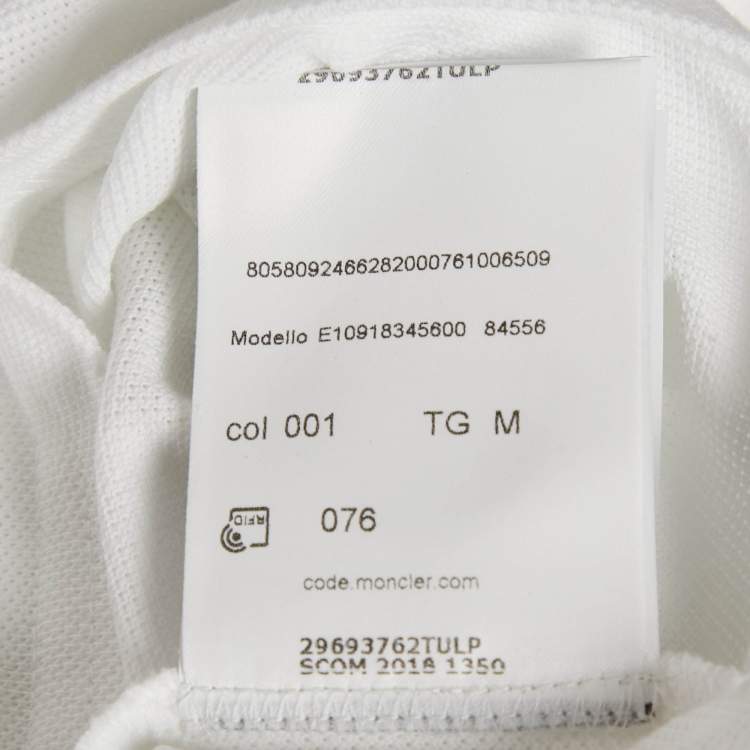 29693762TULP
8058092466282000761006509
Modello E10918345600 84556
col 001 TG M
RFID 076
code.moncler.com
29693762TULP
SCOM 2018 1350